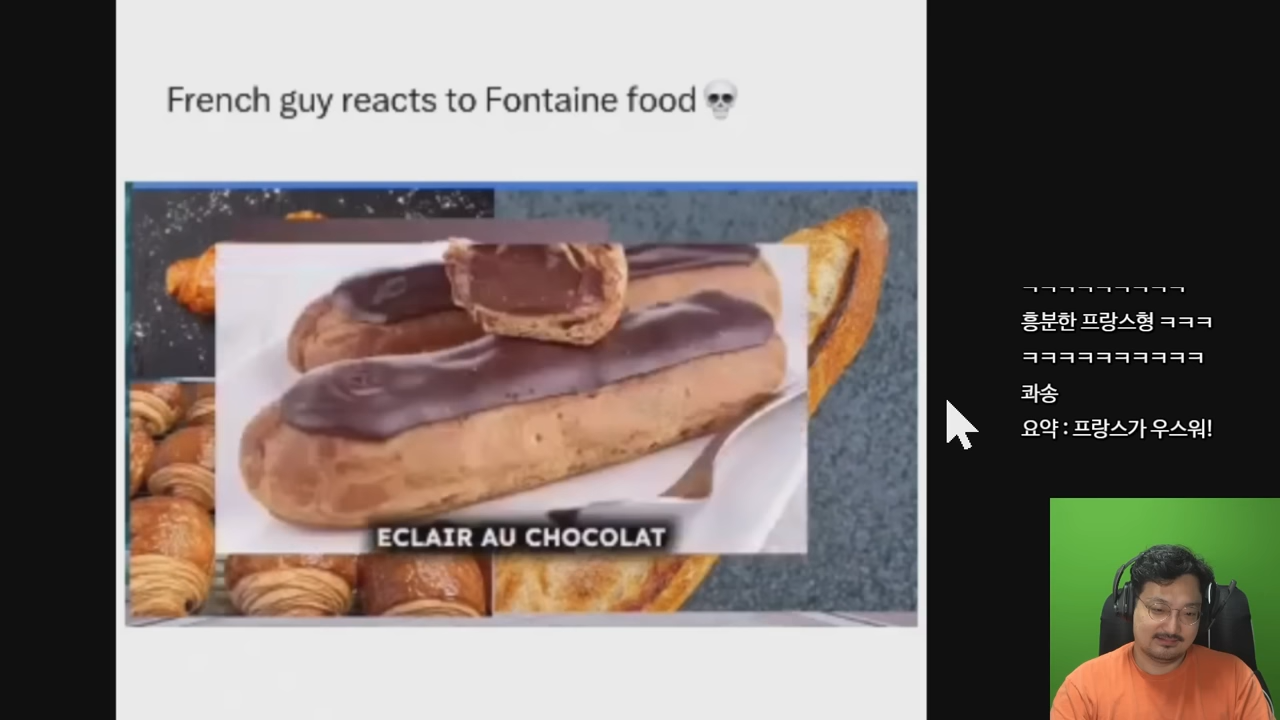 French guy reacts to Fontaine food💀
ECLAIR AU CHOCOLAT
흥분한 프랑스형 ㅋㅋㅋ
ㅋㅋㅋㅋㅋㅋㅋㅋㅋㅋ
콰송
요약 : 프랑스가 우스워!